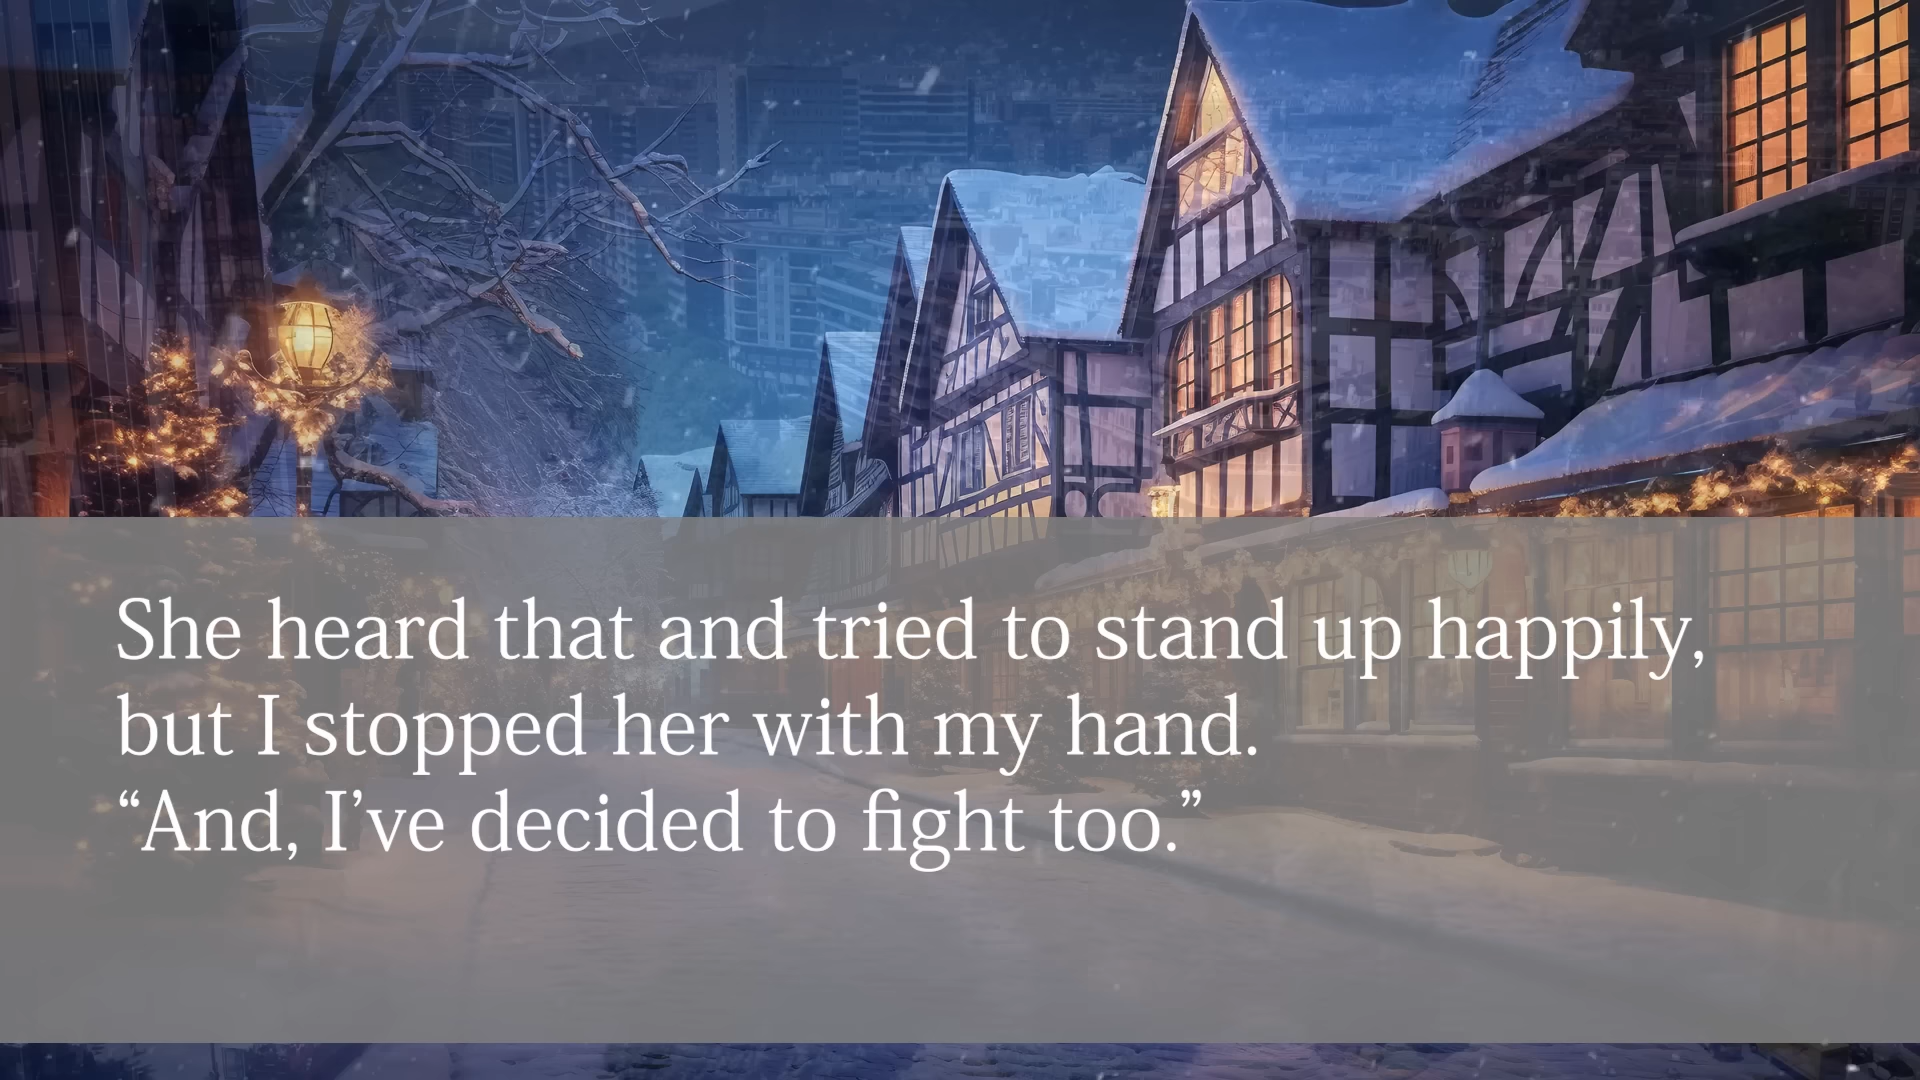 She heard that and tried to stand up happily,
but I stopped her with my hand.
“And, I’ve decided to fight too.”